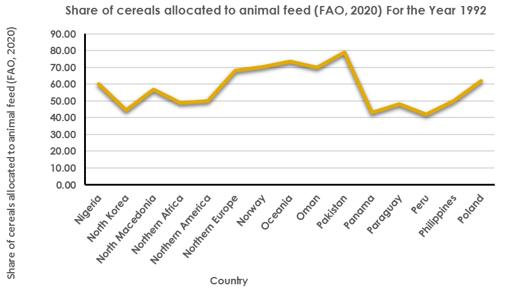 Share of cereals allocated to animal feed (FAO, 2020) For the Year 1992
Share of cereals allocated to animal feed (FAO, 2020)
90.00
80.00
70.00
60.00
50.00
40.00
30.00
20.00
10.00
0.00
Nigeria
North Korea
North Macedonia
Northern Africa
Northern America
Northern Europe
Norway
Oceania
Oman
Pakistan
Panama
Paraguay
Peru
Philippines
Poland
Country